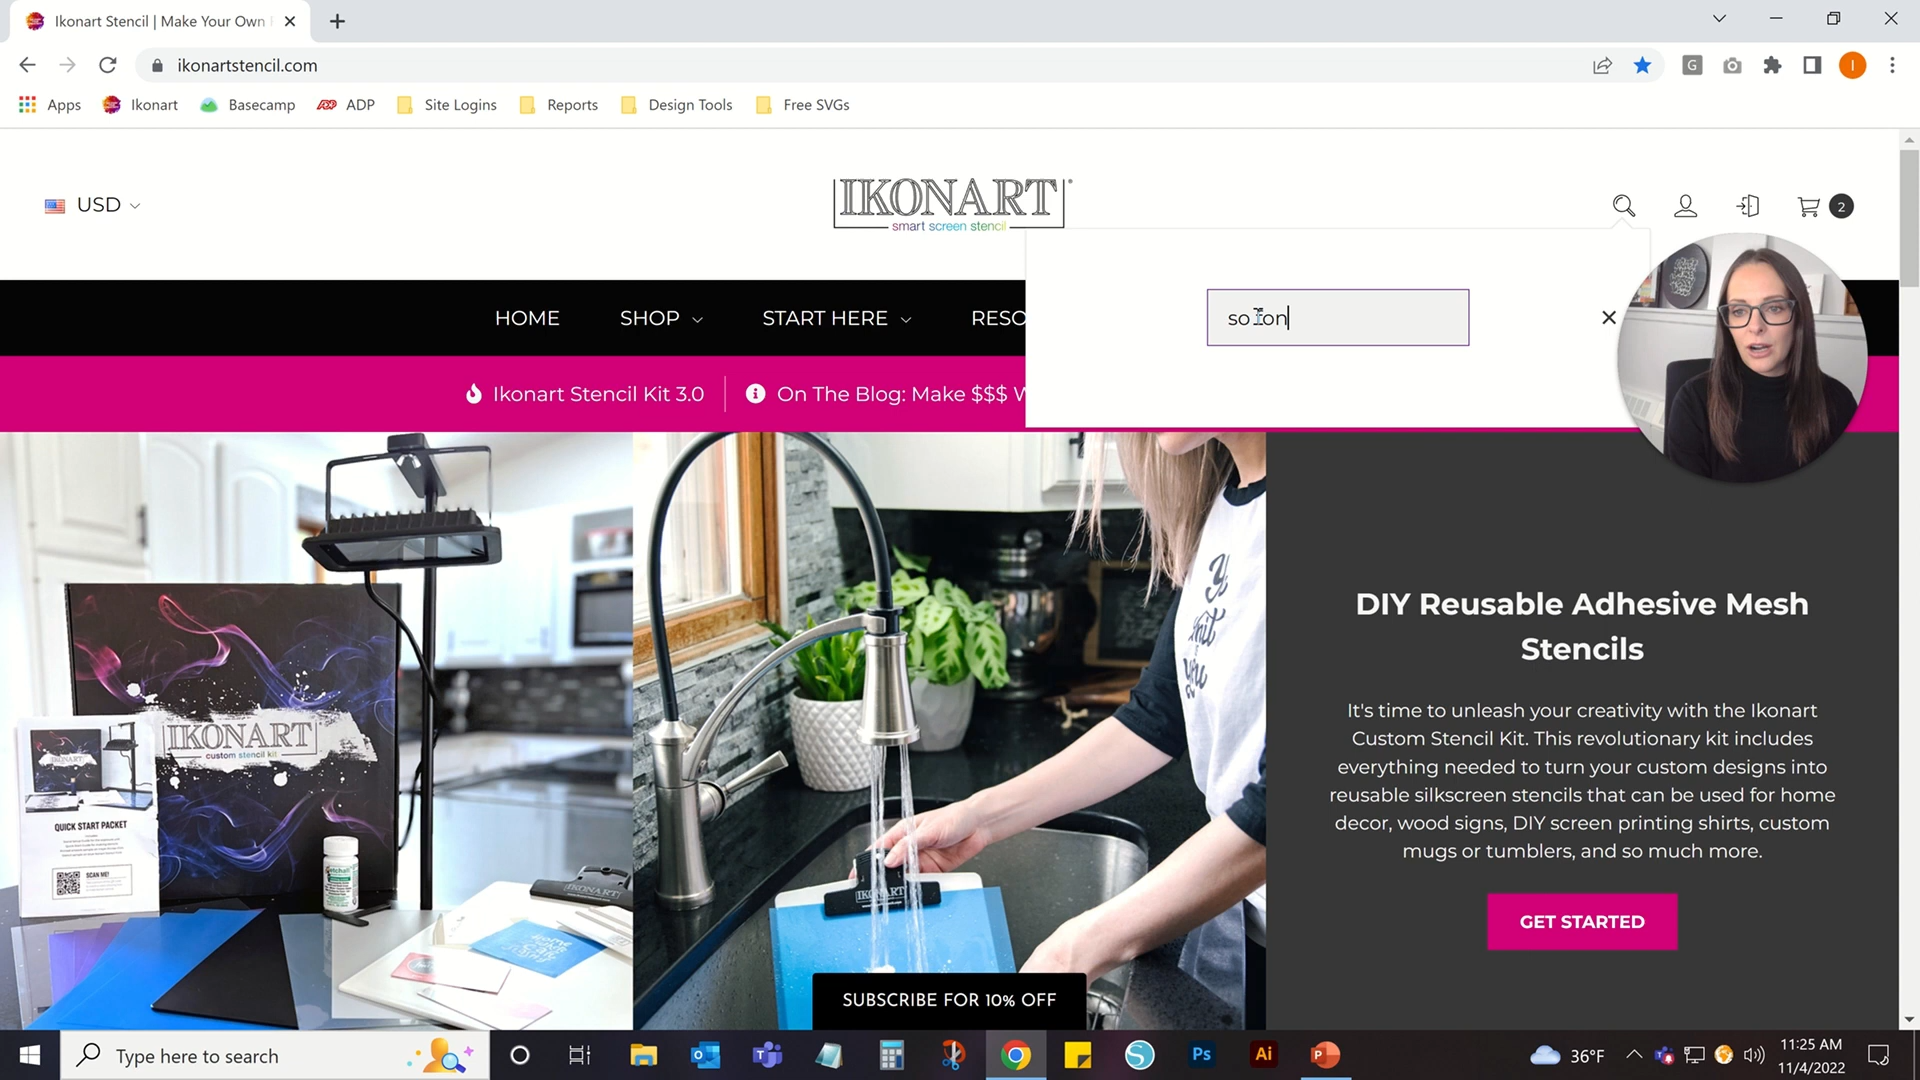 Ikonart Stencil | Make Your Own
ikonartstencil.com
G
I
Apps
Ikonart
Basecamp
ADP
Site Logins
Reports
Design Tools
Free SVGs
USD
IKONART
smart screen stencil
2
HOME
SHOP
START HERE
RESO
so fon
Ikonart Stencil Kit 3.0
On The Blog: Make $$$ W
IKONART
custom stencil kit
QUICK START PACKET
SCAN ME!
etchall
IKONART
IKONART
DIY Reusable Adhesive Mesh
Stencils
It's time to unleash your creativity with the Ikonart
Custom Stencil Kit. This revolutionary kit includes
everything needed to turn your custom designs into
reusable silkscreen stencils that can be used for home
decor, wood signs, DIY screen printing shirts, custom
mugs or tumblers, and so much more.
GET STARTED
SUBSCRIBE FOR 10% OFF
Type here to search
Ps
Ai
36°F
11:25 AM
11/4/2022